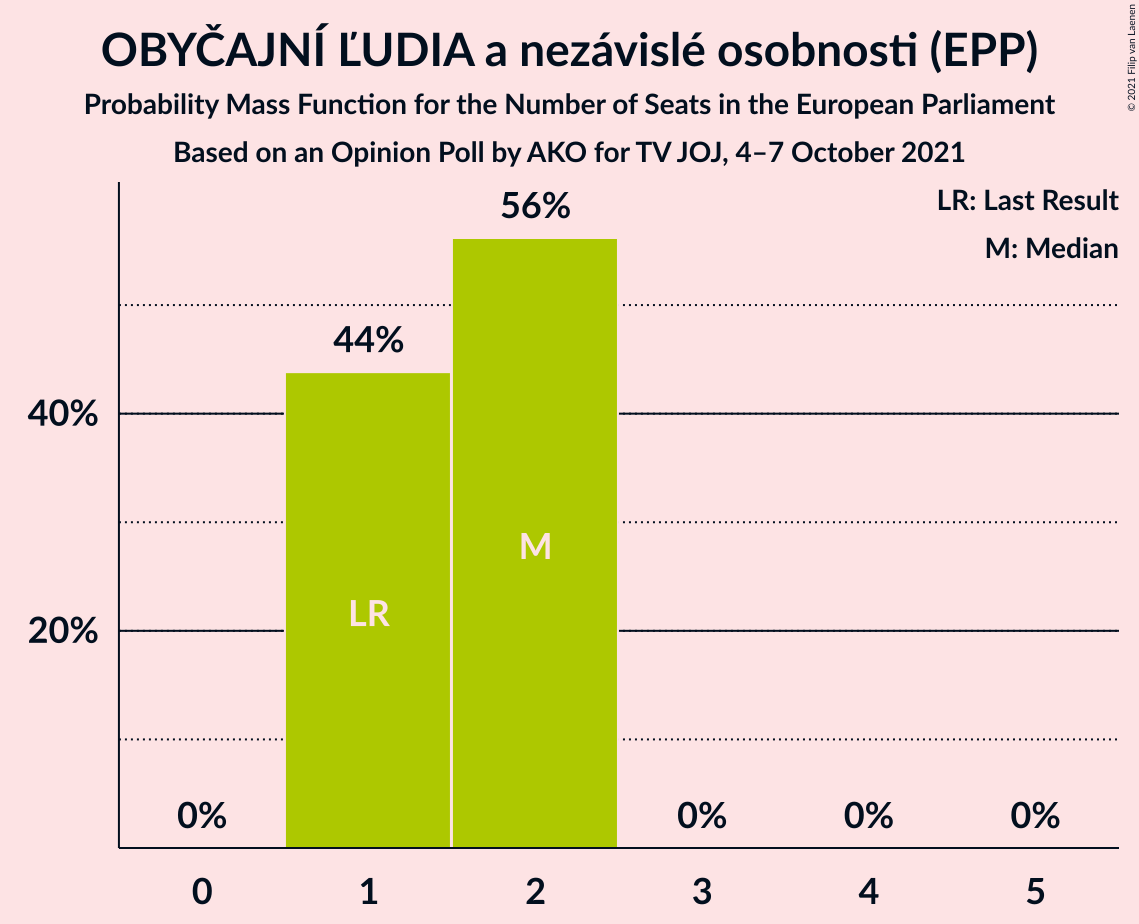 OBYČAJNÍ ĽUDIA a nezávislé osobnosti (EPP)
Probability Mass Function for the Number of Seats in the European Parliament
Based on an Opinion Poll by AKO for TV JOJ, 4–7 October 2021
© 2021 Filip van Laenen
LR: Last Result
M: Median
56%
44%
40%
M
LR
20%
0%
0%
0%
0%
0
1
2
3
4
5